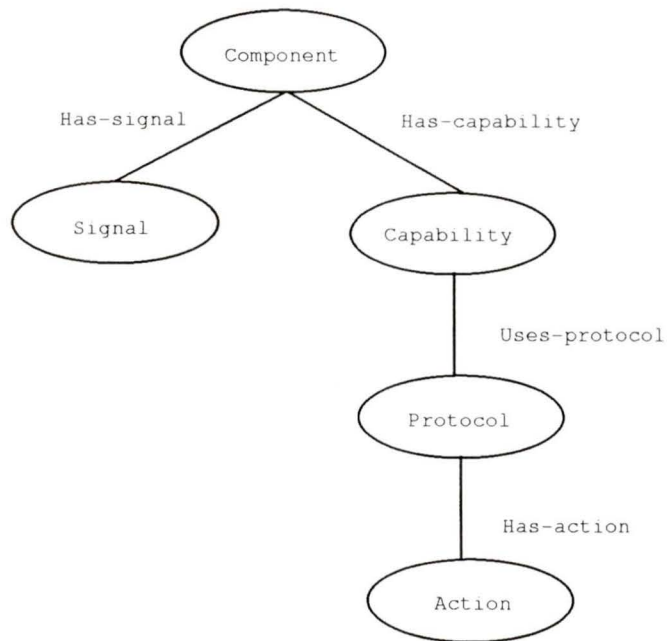 Component
Has-signal
Has-capability
Signal
Capability
Uses-protocol
Protocol
Has-action
Action